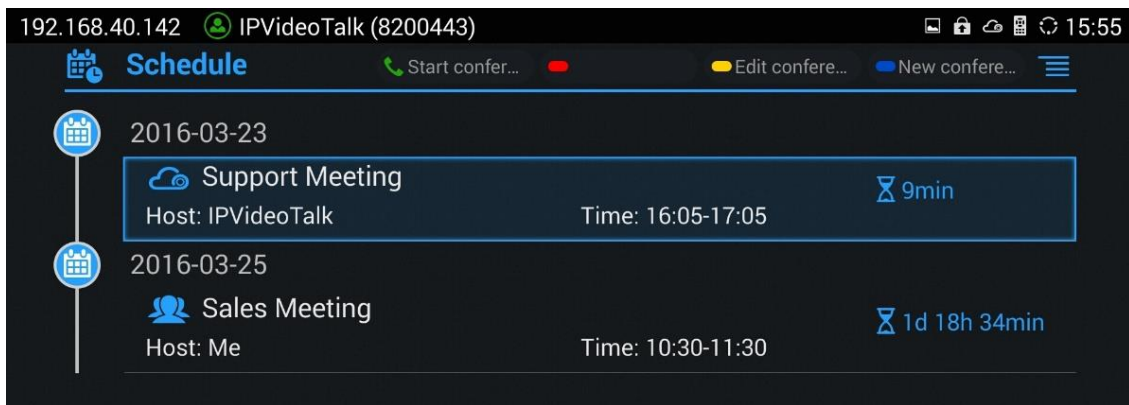 192.168.40.142 IPVideoTalk (8200443) 15:55
Schedule Start confer... Edit confere... New confere...
2016-03-23
Support Meeting
9min
Host: IPVideoTalk Time: 16:05-17:05
2016-03-25
Sales Meeting
1d 18h 34min
Host: Me Time: 10:30-11:30